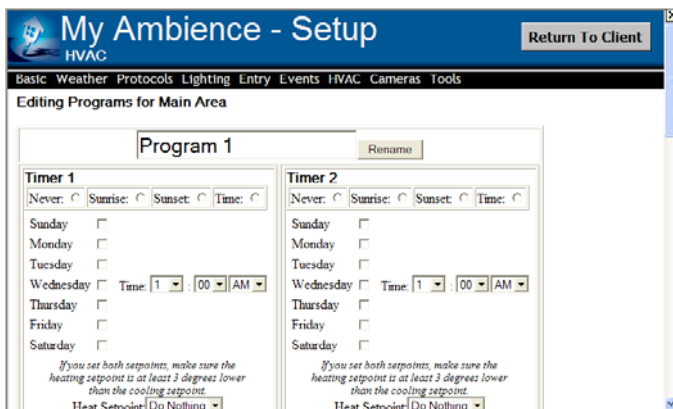 My Ambience - Setup
HVAC
Return To Client
Basic Weather Protocols Lighting Entry Events HVAC Cameras Tools
Editing Programs for Main Area
Program 1 Rename
Timer 1
Never: Sunrise: Sunset: Time:
Sunday
Monday
Tuesday
Wednesday Time: 1 : 00 AM
Thursday
Friday
Saturday
If you set both setpoints, make sure the
heating setpoint is at least 3 degrees lower
than the cooling setpoint.
Heat Setpoint: Do Nothing
Timer 2
Never: Sunrise: Sunset: Time:
Sunday
Monday
Tuesday
Wednesday Time: 1 : 00 AM
Thursday
Friday
Saturday
If you set both setpoints, make sure the
heating setpoint is at least 3 degrees lower
than the cooling setpoint.
Heat Setpoint: Do Nothing